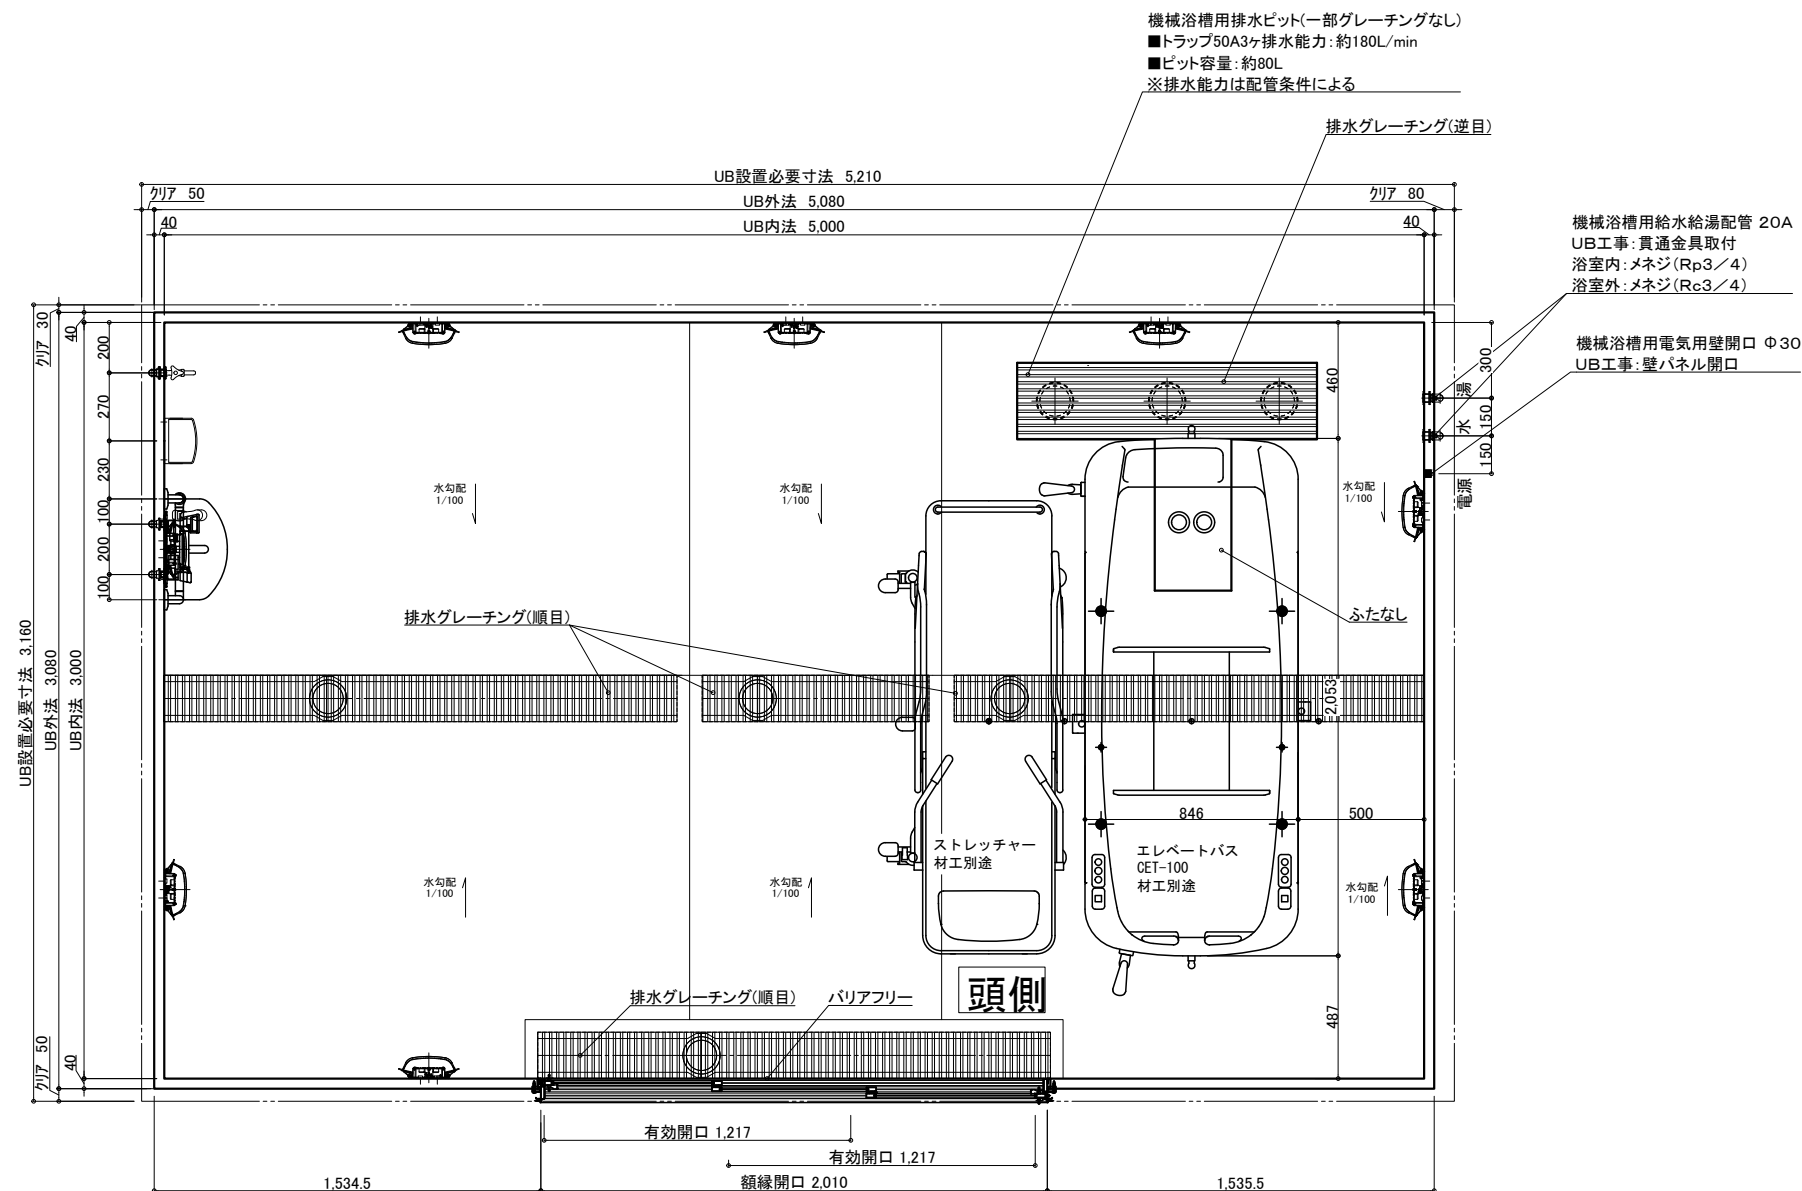 機械浴槽用排水ピット(一部グレーチングなし)
■トラップ50A3ヶ排水能力:約180L/min
■ピット容量:約80L
※排水能力は配管条件による
排水グレーチング(逆目)
UB設置必要寸法 5,210
クリア 50
UB外法 5,080
クリア 80
40
UB内法 5,000
40
機械浴槽用給水給湯配管 20A
UB工事:貫通金具取付
浴室内:メネジ(Rp3/4)
浴室外:メネジ(Rc3/4)
機械浴槽用電気用壁開口 Φ30
UB工事:壁パネル開口
クリア 30
40
200
270
230
100
200
100
UB設置必要寸法 3,160
UB外法 3,080
UB内法 3,000
クリア 50
40
460
300
湯
150
水
150
電源
水勾配
1/100
水勾配
1/100
水勾配
1/100
排水グレーチング(順目)
ふたなし
2,053
846
500
ストレッチャー
材工別途
エレベートバス
CET-100
材工別途
水勾配
1/100
水勾配
1/100
水勾配
1/100
頭側
487
排水グレーチング(順目)
バリアフリー
有効開口 1,217
有効開口 1,217
1,534.5
額縁開口 2,010
1,535.5